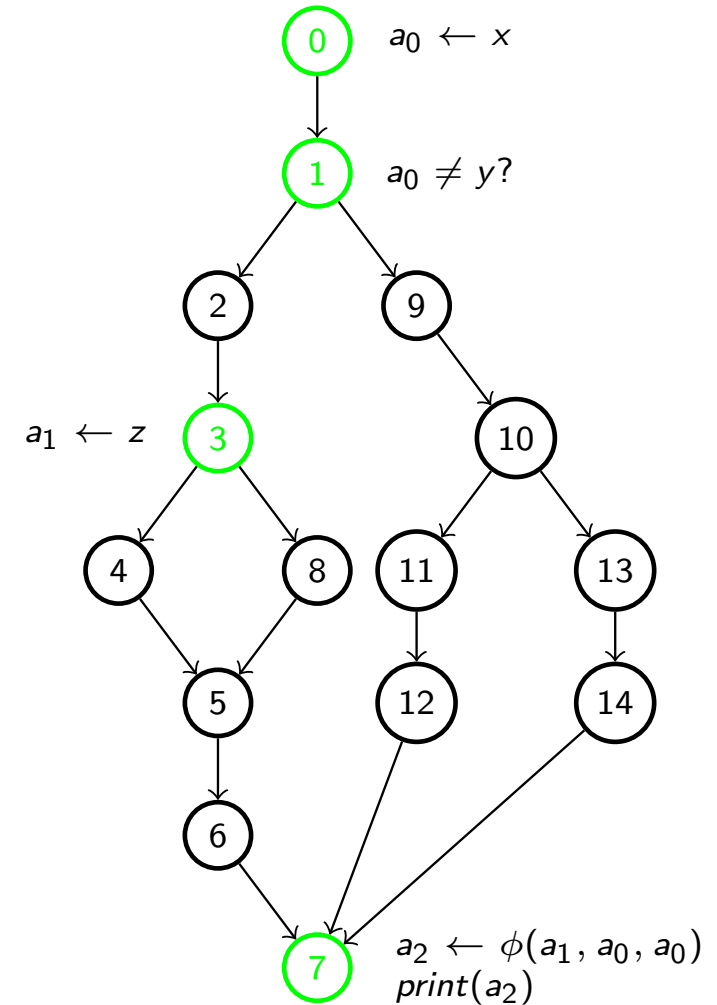 0 a₀ ← x
1 a₀ ≠ y?
2 9
a₁ ← z 3 10
4 8 11 13
5 12 14
6
7 a₂ ← ϕ(a₁, a₀, a₀)
print(a₂)